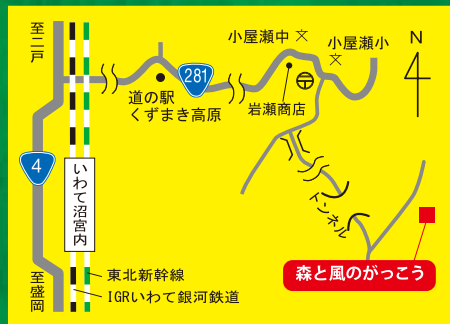 至二戸
4
いわて沼宮内
至盛岡
東北新幹線
IGRいわて銀河鉄道
281
道の駅
くずまき高原
小屋瀬中
小屋瀬小
岩瀬商店
N
トンネル
森と風のがっこう